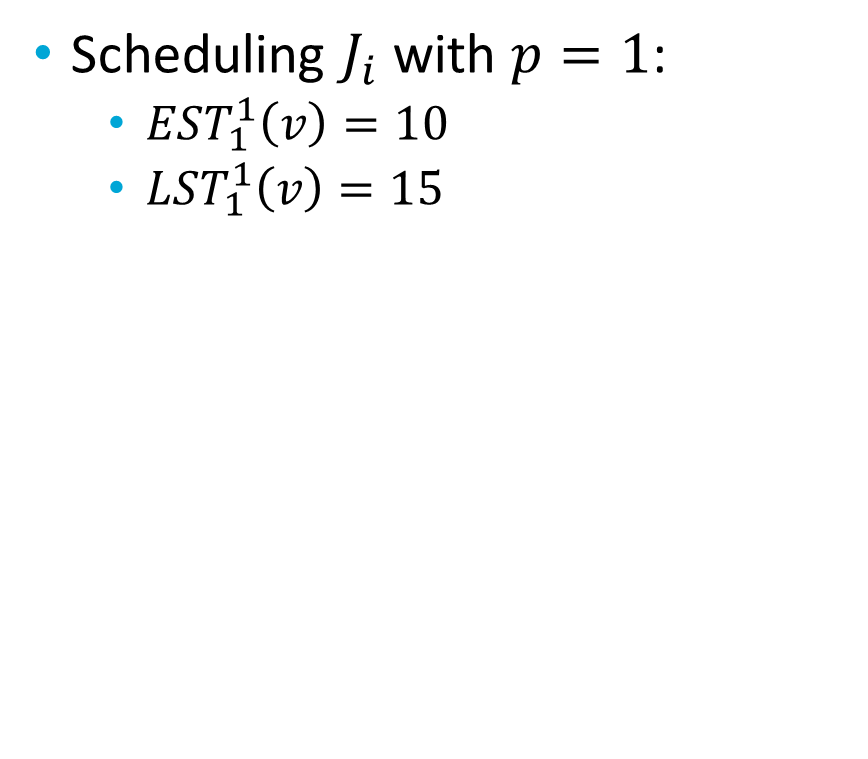 • Scheduling $J_i$ with $p = 1$:
• $EST_1^1(v) = 10$
• $LST_1^1(v) = 15$